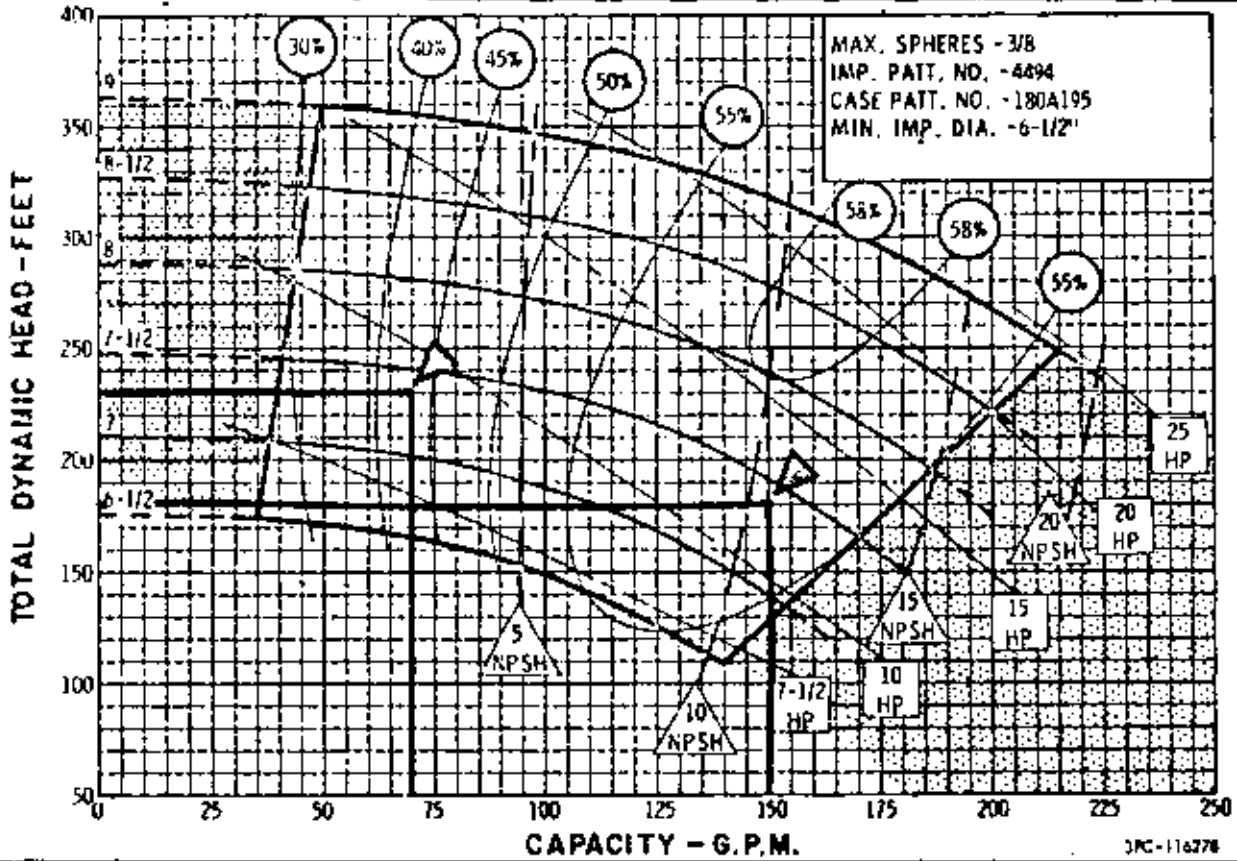 400
350
300
250
200
150
100
50
TOTAL DYNAMIC HEAD - FEET
9
8-1/2
8
7-1/2
7
6-1/2
30%
40%
45%
50%
55%
58%
58%
55%
MAX. SPHERES - 3/8
IMP. PATT. NO. - 4494
CASE PATT. NO. - 180A195
MIN. IMP. DIA. - 6-1/2"
25
HP
20
HP
15
HP
10
HP
7-1/2
HP
5
NPSH
10
NPSH
15
NPSH
20
NPSH
0
25
50
75
100
125
150
175
200
225
250
CAPACITY - G.P.M.